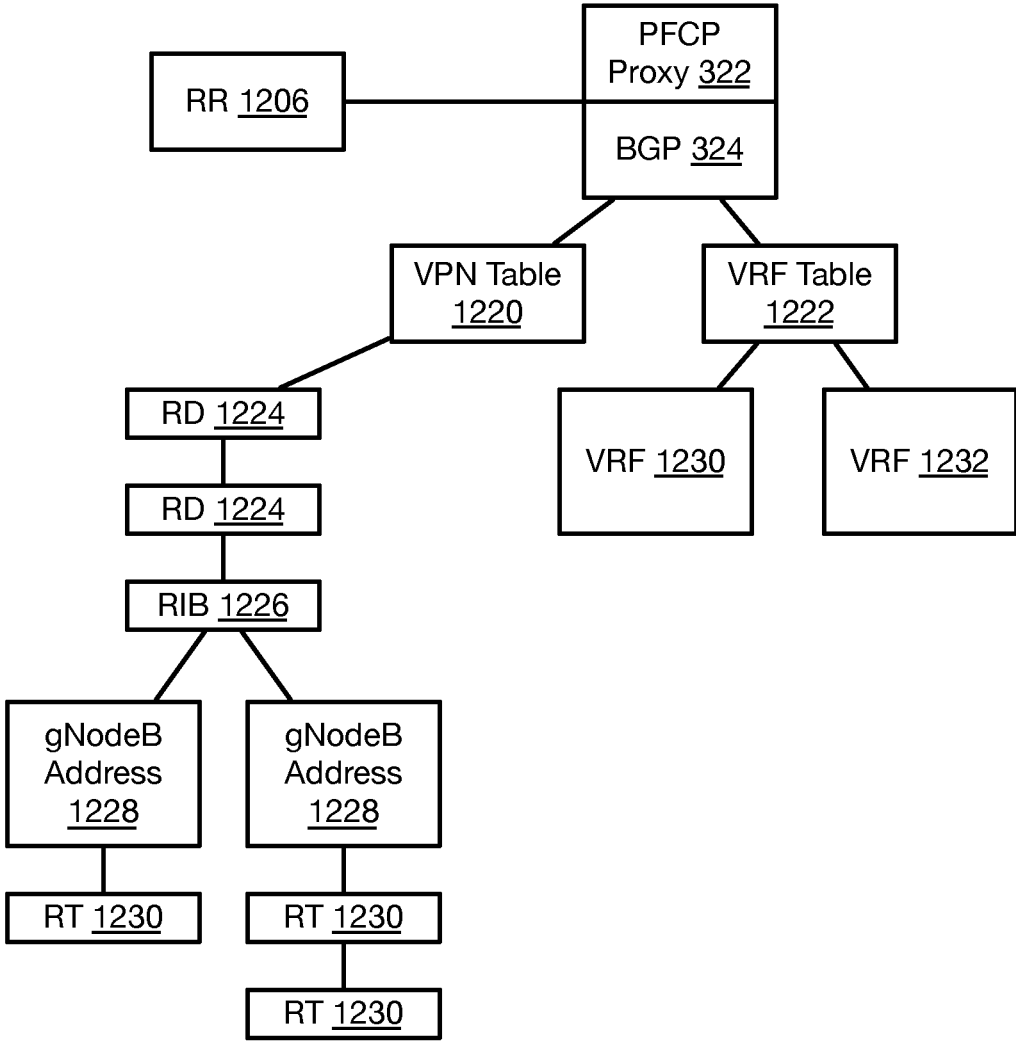 PFCP
Proxy 322
RR 1206
BGP 324
VPN Table
1220
VRF Table
1222
RD 1224
VRF 1230
VRF 1232
RD 1224
RIB 1226
gNodeB
Address
1228
gNodeB
Address
1228
RT 1230
RT 1230
RT 1230